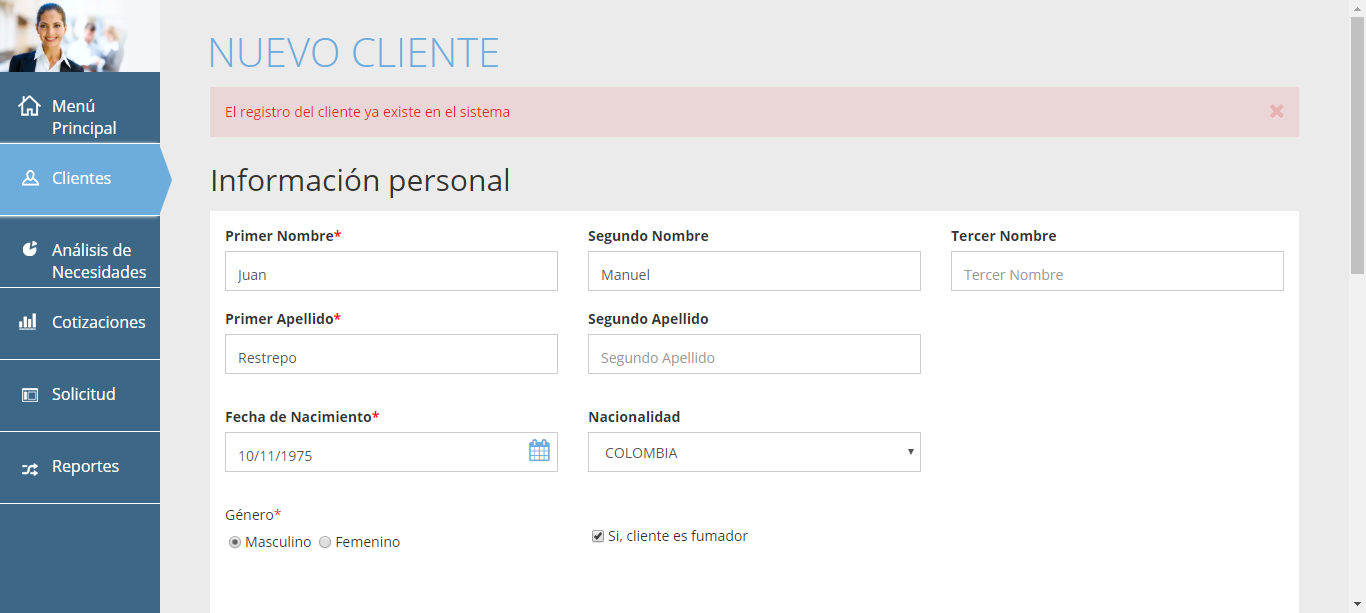 NUEVO CLIENTE
El registro del cliente ya existe en el sistema
Menú
Principal
Clientes
Análisis de
Necesidades
Cotizaciones
Solicitud
Reportes
Información personal
Primer Nombre* Segundo Nombre Tercer Nombre
Juan Manuel Tercer Nombre
Primer Apellido* Segundo Apellido
Restrepo Segundo Apellido
Fecha de Nacimiento* Nacionalidad
10/11/1975 COLOMBIA
Género*
Masculino Femenino Si, cliente es fumador